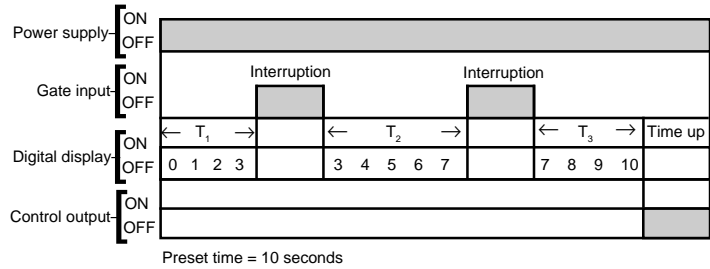 Power supply
ON
OFF
Gate input
ON
OFF
Interruption
Interruption
Digital display
ON
OFF
← T1 →
← T2 →
← T3 →
Time up
0 1 2 3
3 4 5 6 7
7 8 9 10
Control output
ON
OFF
Preset time = 10 seconds